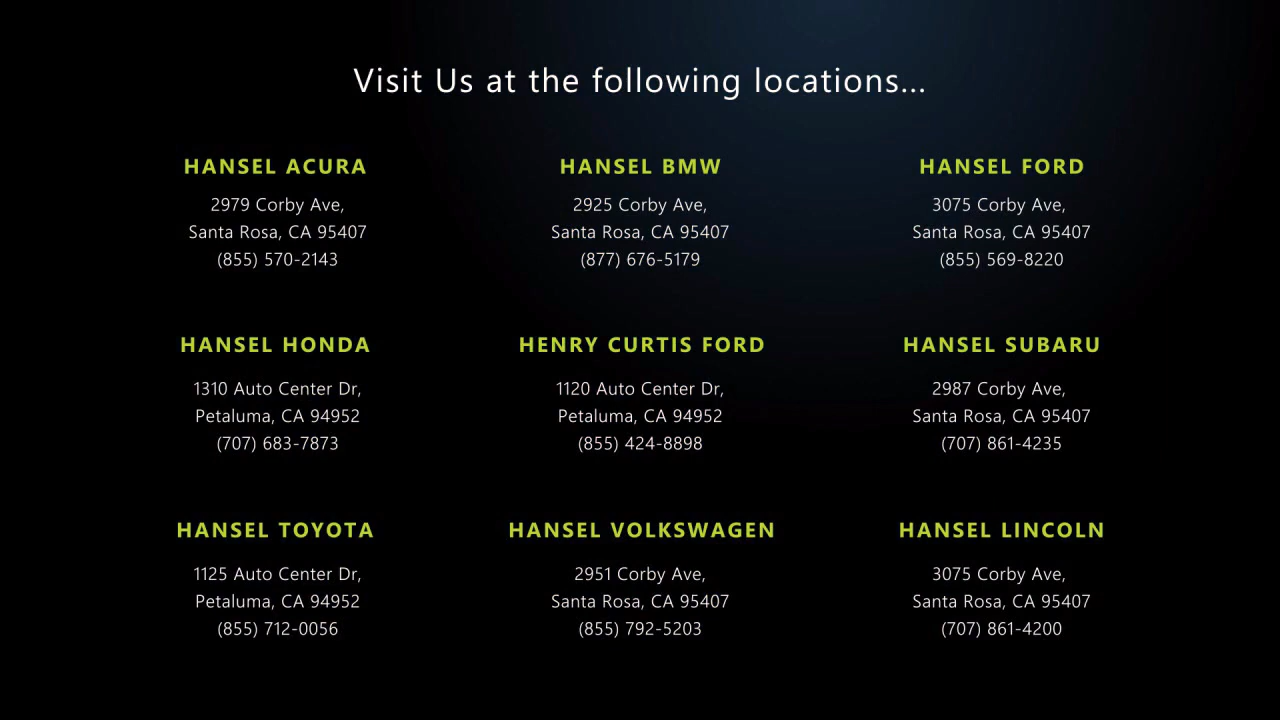 Visit Us at the following locations...
HANSEL ACURA
2979 Corby Ave,
Santa Rosa, CA 95407
(855) 570-2143
HANSEL BMW
2925 Corby Ave,
Santa Rosa, CA 95407
(877) 676-5179
HANSEL FORD
3075 Corby Ave,
Santa Rosa, CA 95407
(855) 569-8220
HANSEL HONDA
1310 Auto Center Dr,
Petaluma, CA 94952
(707) 683-7873
HENRY CURTIS FORD
1120 Auto Center Dr,
Petaluma, CA 94952
(855) 424-8898
HANSEL SUBARU
2987 Corby Ave,
Santa Rosa, CA 95407
(707) 861-4235
HANSEL TOYOTA
1125 Auto Center Dr,
Petaluma, CA 94952
(855) 712-0056
HANSEL VOLKSWAGEN
2951 Corby Ave,
Santa Rosa, CA 95407
(855) 792-5203
HANSEL LINCOLN
3075 Corby Ave,
Santa Rosa, CA 95407
(707) 861-4200